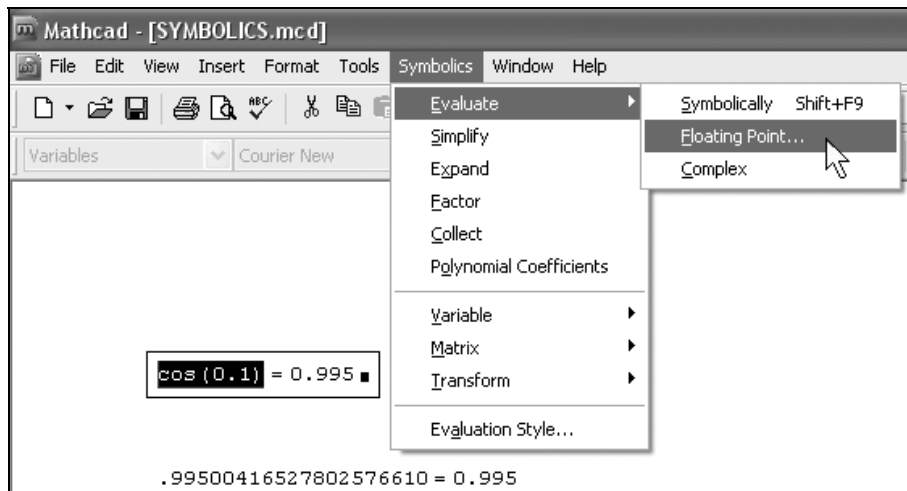 Mathcad - [SYMBOLICS.mcd]
File Edit View Insert Format Tools Symbolics Window Help
Variables Courier New
Evaluate
Simplify
Expand
Factor
Collect
Polynomial Coefficients
Variable
Matrix
Transform
Evaluation Style...
Symbolically Shift+F9
Floating Point...
Complex
cos(0.1) = 0.995
.99500416527802576610 = 0.995